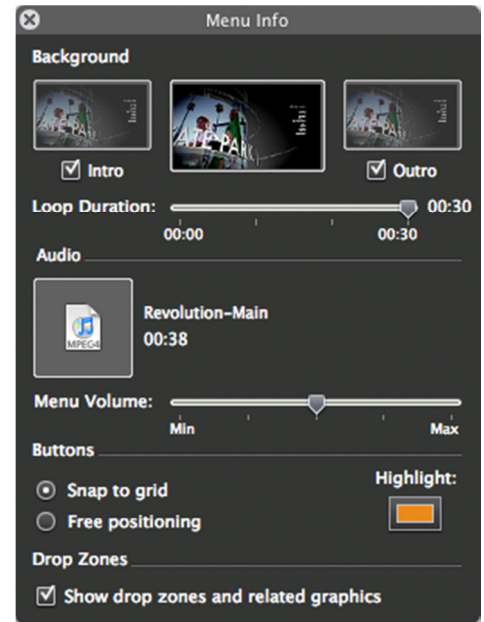 Menu Info
Background
Intro
Outro
Loop Duration: 00:30
00:00 00:30
Audio
MPEG4
Revolution-Main
00:38
Menu Volume:
Min Max
Buttons
Snap to grid
Free positioning
Highlight:
Drop Zones
Show drop zones and related graphics